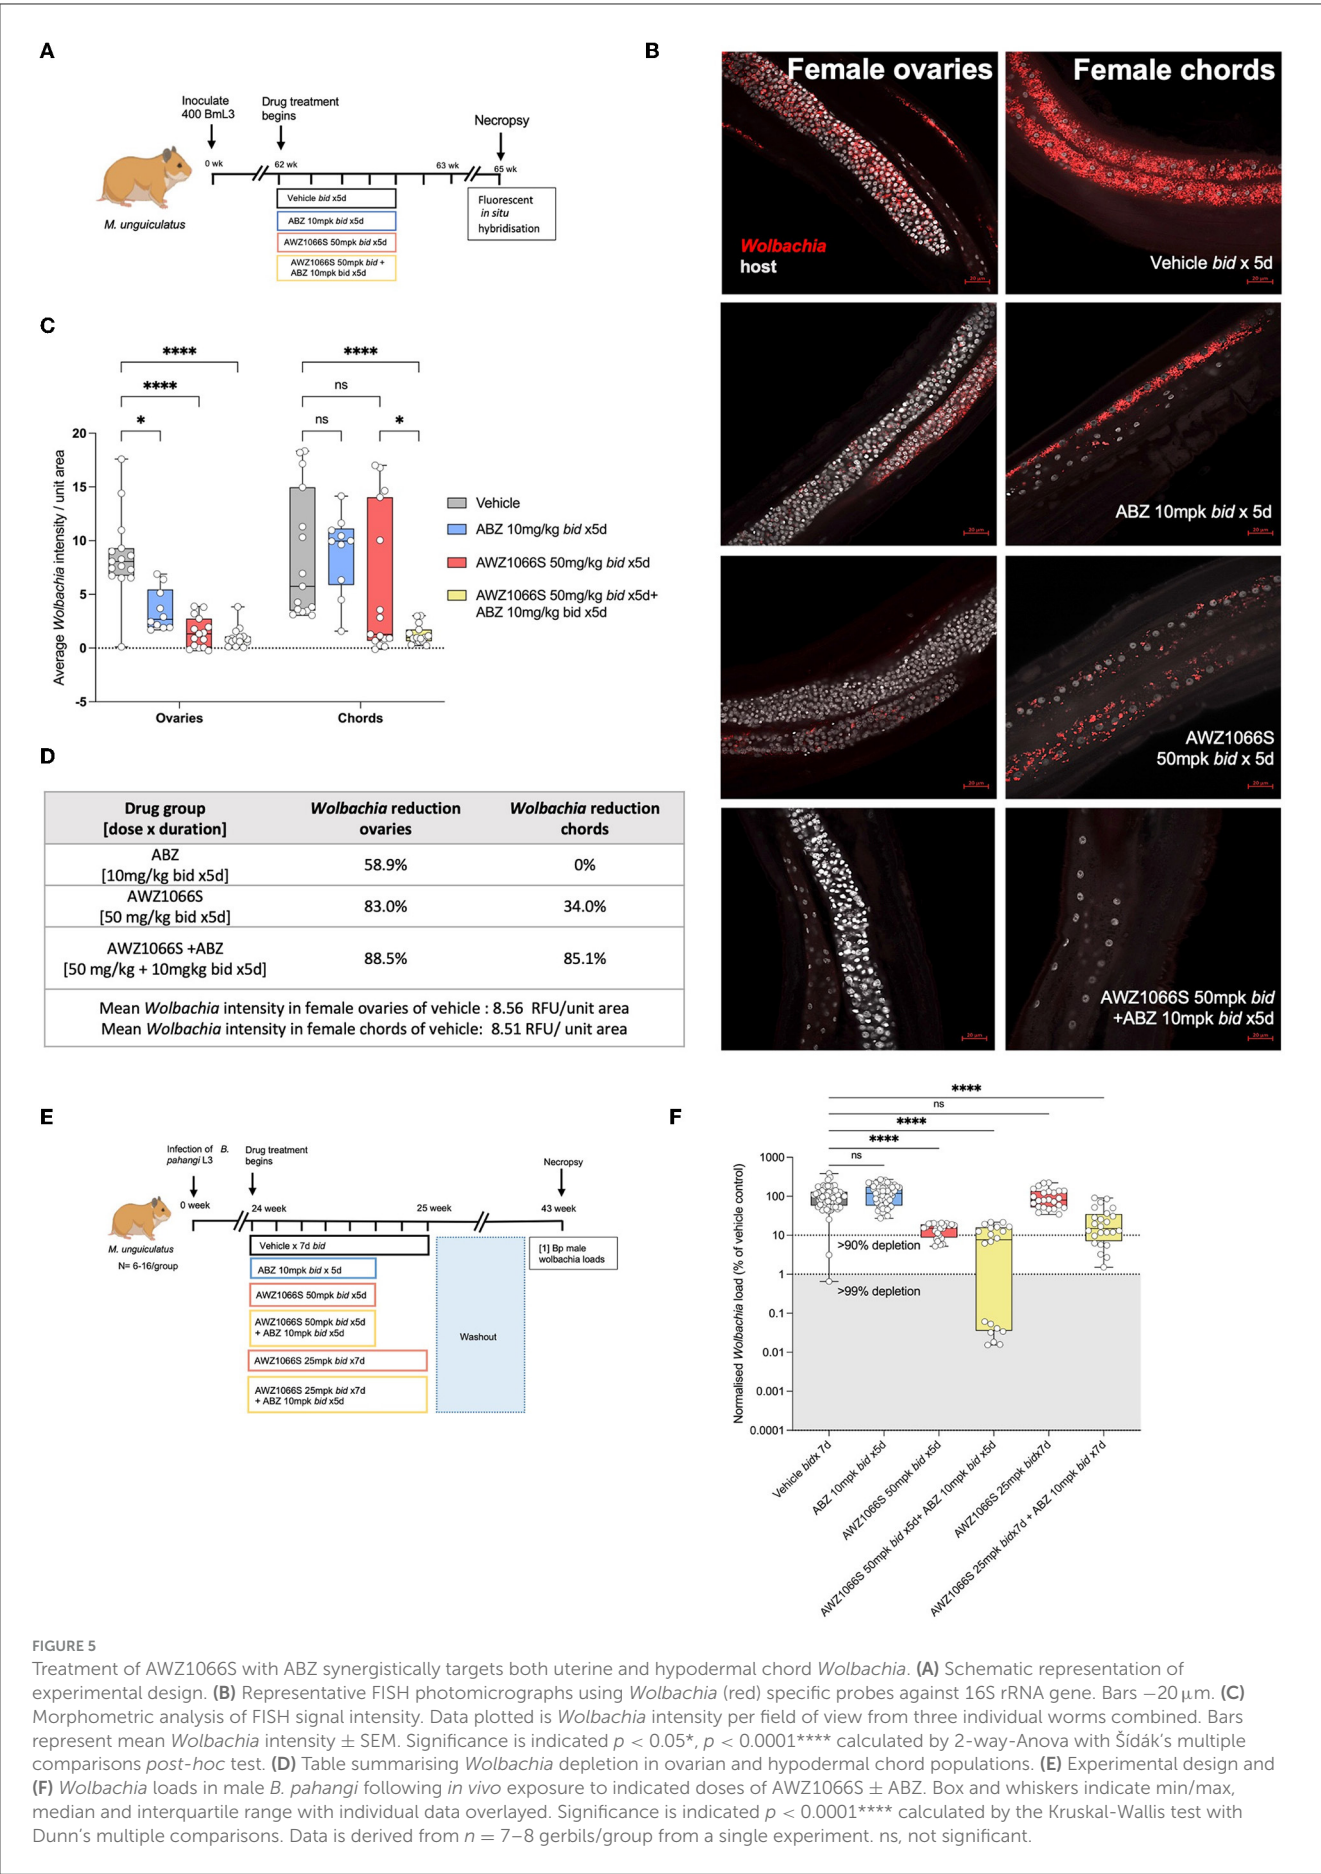 A
Inoculate
400 BmL3
Drug treatment
begins
Necropsy
0 wk
62 wk
63 wk
65 wk
M. unguiculatus
Vehicle bid x5d
ABZ 10mpk bid x5d
AWZ1066S 50mpk bid x5d
AWZ1066S 50mpk bid +
ABZ 10mpk bid x5d
Fluorescent
in situ
hybridisation
B
Female ovaries
Female chords
Wolbachia
host
Vehicle bid x 5d
20 µm
20 µm
ABZ 10mpk bid x 5d
20 µm
20 µm
AWZ1066S
50mpk bid x 5d
20 µm
20 µm
AWZ1066S 50mpk bid
+ABZ 10mpk bid x5d
20 µm
20 µm
C
****
****
*
****
ns
ns
*
Average Wolbachia intensity / unit area
20
15
10
5
0
-5
Ovaries
Chords
Vehicle
ABZ 10mg/kg bid x5d
AWZ1066S 50mg/kg bid x5d
AWZ1066S 50mg/kg bid x5d+
ABZ 10mg/kg bid x5d
D
Drug group
[dose x duration]
Wolbachia reduction
ovaries
Wolbachia reduction
chords
ABZ
[10mg/kg bid x5d]
58.9%
0%
AWZ1066S
[50 mg/kg bid x5d]
83.0%
34.0%
AWZ1066S +ABZ
[50 mg/kg + 10mgkg bid x5d]
88.5%
85.1%
Mean Wolbachia intensity in female ovaries of vehicle : 8.56 RFU/unit area
Mean Wolbachia intensity in female chords of vehicle: 8.51 RFU/ unit area
E
Infection of B.
pahangi L3
Drug treatment
begins
Necropsy
0 week
24 week
25 week
43 week
M. unguiculatus
N= 6-16/group
Vehicle x 7d bid
ABZ 10mpk bid x 5d
AWZ1066S 50mpk bid x5d
AWZ1066S 50mpk bid x5d
+ ABZ 10mpk bid x5d
AWZ1066S 25mpk bid x7d
AWZ1066S 25mpk bid x7d
+ ABZ 10mpk bid x5d
Washout
[1] Bp male
wolbachia loads
F
****
ns
****
****
ns
Normalised Wolbachia load (% of vehicle control)
1000
100
10
1
0.1
0.01
0.001
0.0001
>90% depletion
>99% depletion
Vehicle bidx 7d
ABZ 10mpk bid x5d
AWZ1066S 50mpk bid x5d
AWZ1066S 50mpk bid x5d+ ABZ 10mpk bid x5d
AWZ1066S 25mpk bidx7d
AWZ1066S 25mpk bidx7d + ABZ 10mpk bid x7d
FIGURE 5
Treatment of AWZ1066S with ABZ synergistically targets both uterine and hypodermal chord Wolbachia. (A) Schematic representation of
experimental design. (B) Representative FISH photomicrographs using Wolbachia (red) specific probes against 16S rRNA gene. Bars −20 µm. (C)
Morphometric analysis of FISH signal intensity. Data plotted is Wolbachia intensity per field of view from three individual worms combined. Bars
represent mean Wolbachia intensity ± SEM. Significance is indicated p < 0.05*, p < 0.0001**** calculated by 2-way-Anova with Šídák's multiple
comparisons post-hoc test. (D) Table summarising Wolbachia depletion in ovarian and hypodermal chord populations. (E) Experimental design and
(F) Wolbachia loads in male B. pahangi following in vivo exposure to indicated doses of AWZ1066S ± ABZ. Box and whiskers indicate min/max,
median and interquartile range with individual data overlayed. Significance is indicated p < 0.0001**** calculated by the Kruskal-Wallis test with
Dunn's multiple comparisons. Data is derived from n = 7–8 gerbils/group from a single experiment. ns, not significant.